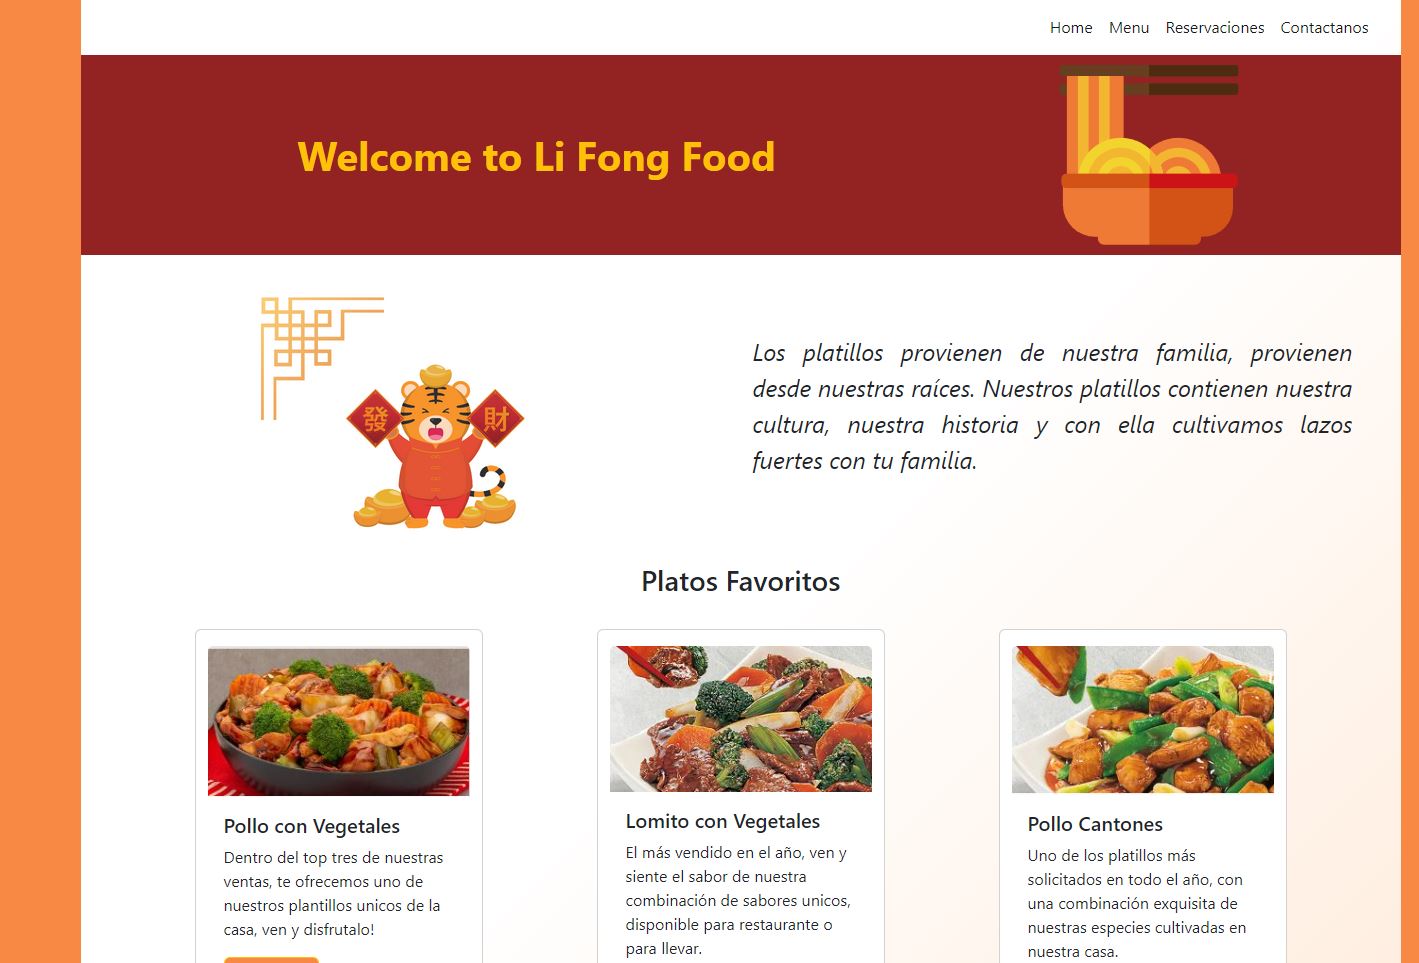 Home Menu Reservaciones Contactanos
Welcome to Li Fong Food
發 財
Los platillos provienen de nuestra familia, provienen
desde nuestras raíces. Nuestros platillos contienen nuestra
cultura, nuestra historia y con ella cultivamos lazos
fuertes con tu familia.
Platos Favoritos
Pollo con Vegetales
Dentro del top tres de nuestras
ventas, te ofrecemos uno de
nuestros plantillos unicos de la
casa, ven y disfrutalo!
Lomito con Vegetales
El más vendido en el año, ven y
siente el sabor de nuestra
combinación de sabores unicos,
disponible para restaurante o
para llevar.
Pollo Cantones
Uno de los platillos más
solicitados en todo el año, con
una combinación exquisita de
nuestras especies cultivadas en
nuestra casa.